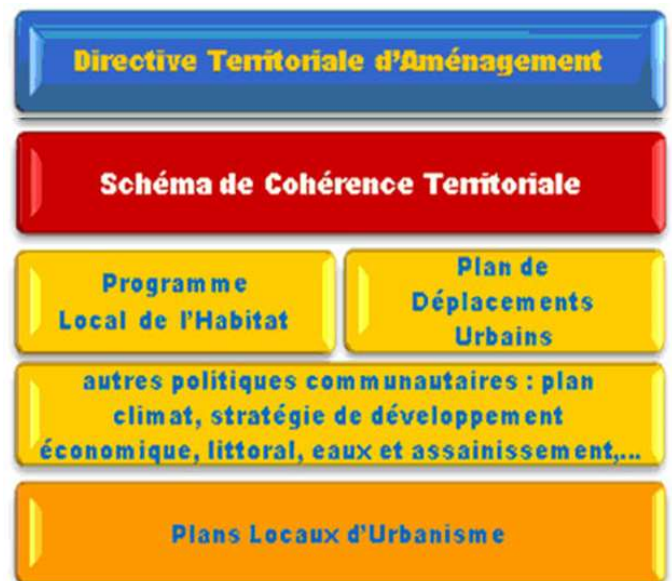 Directive Territoriale d'Aménagement
Schéma de Cohérence Territoriale
Programme
Local de l'Habitat
Plan de
Déplacements
Urbains
autres politiques communautaires : plan
climat, stratégie de développement
économique, littoral, eaux et assainissement,...
Plans Locaux d'Urbanisme